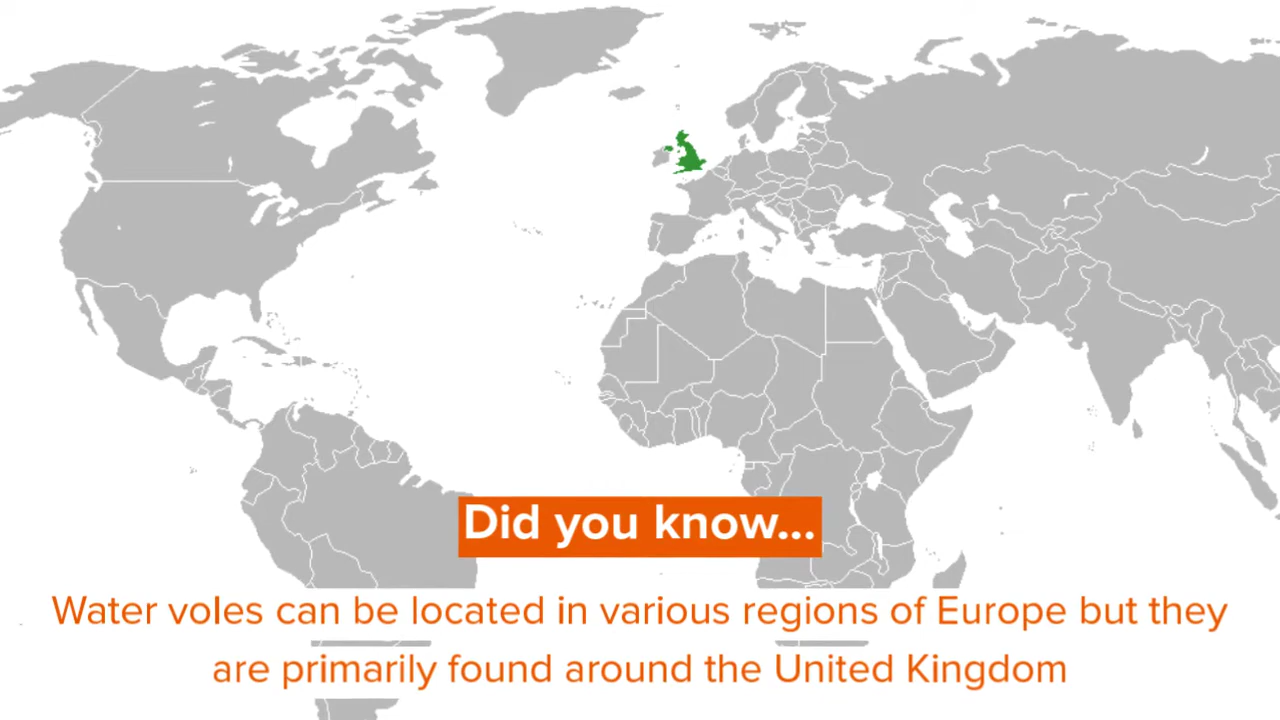 Did you know...
Water voles can be located in various regions of Europe but they
are primarily found around the United Kingdom